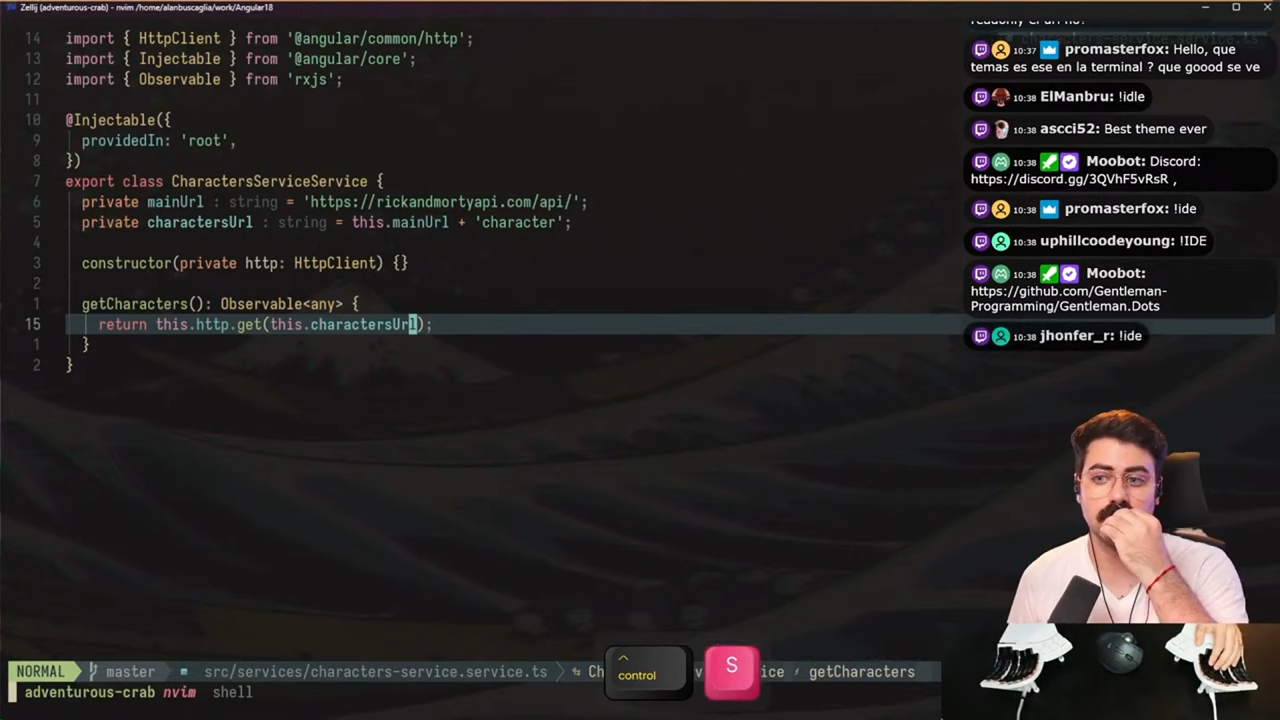 Zellij (adventurous-crab) - nvim /home/alanbuscaglia/work/Angular18
14 import { HttpClient } from '@angular/common/http';
13 import { Injectable } from '@angular/core';
12 import { Observable } from 'rxjs';
11
10 @Injectable({
9 providedIn: 'root',
8 })
7 export class CharactersServiceService {
6 private mainUrl : string = 'https://rickandmortyapi.com/api/';
5 private charactersUrl : string = this.mainUrl + 'character';
4
3 constructor(private http: HttpClient) {}
2
1 getCharacters(): Observable<any> {
15 return this.http.get(this.charactersUrl);
1 }
2 }
characters-service.service.ts
10:37 promasterfox: Hello, que
temas es ese en la terminal ? que goood se ve
10:38 ElManbru: !idle
10:38 ascci52: Best theme ever
10:38 Moobot: Discord:
https://discord.gg/3QVhF5vRsR ,
10:38 promasterfox: !ide
10:38 uphillcoodeyoung: !IDE
10:38 Moobot:
https://github.com/Gentleman-
Programming/Gentleman.Dots
10:38 jhonfer_r: !ide
^
control
S
NORMAL master src/services/characters-service.service.ts Ch v ice getCharacters
adventurous-crab nvim shell